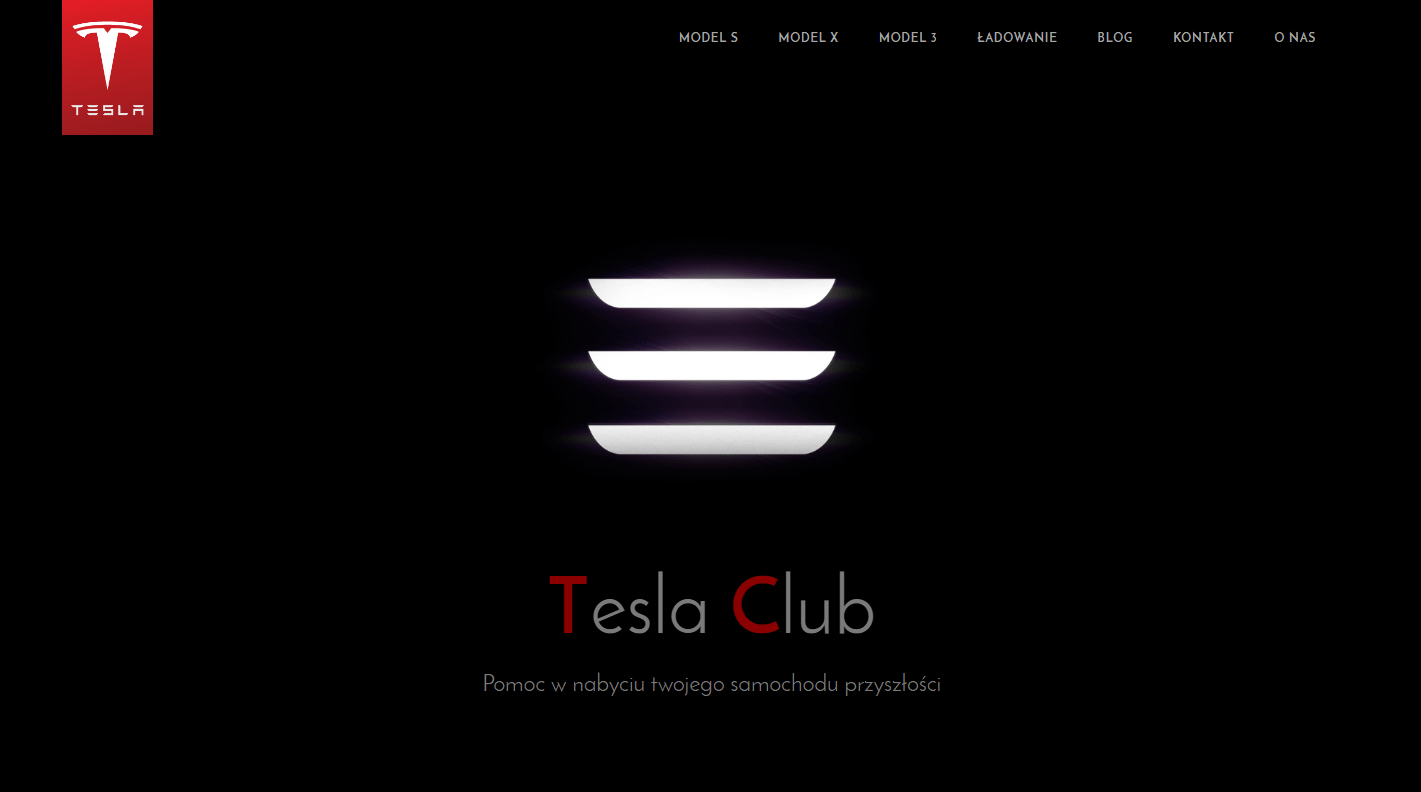 TESLA
MODEL S MODEL X MODEL 3 ŁADOWANIE BLOG KONTAKT O NAS
Tesla Club
Pomoc w nabyciu twojego samochodu przyszłości